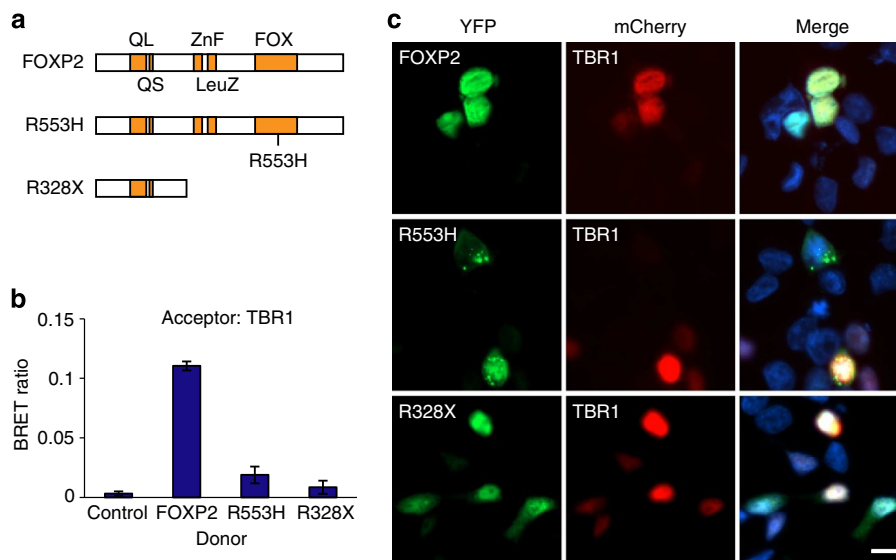 a
QL ZnF FOX
FOXP2
QS LeuZ
R553H
R553H
R328X
b
Acceptor: TBR1
BRET ratio
0.15
0.1
0.05
0
Control FOXP2 R553H R328X
Donor
c
YFP mCherry Merge
FOXP2 TBR1
R553H TBR1
R328X TBR1